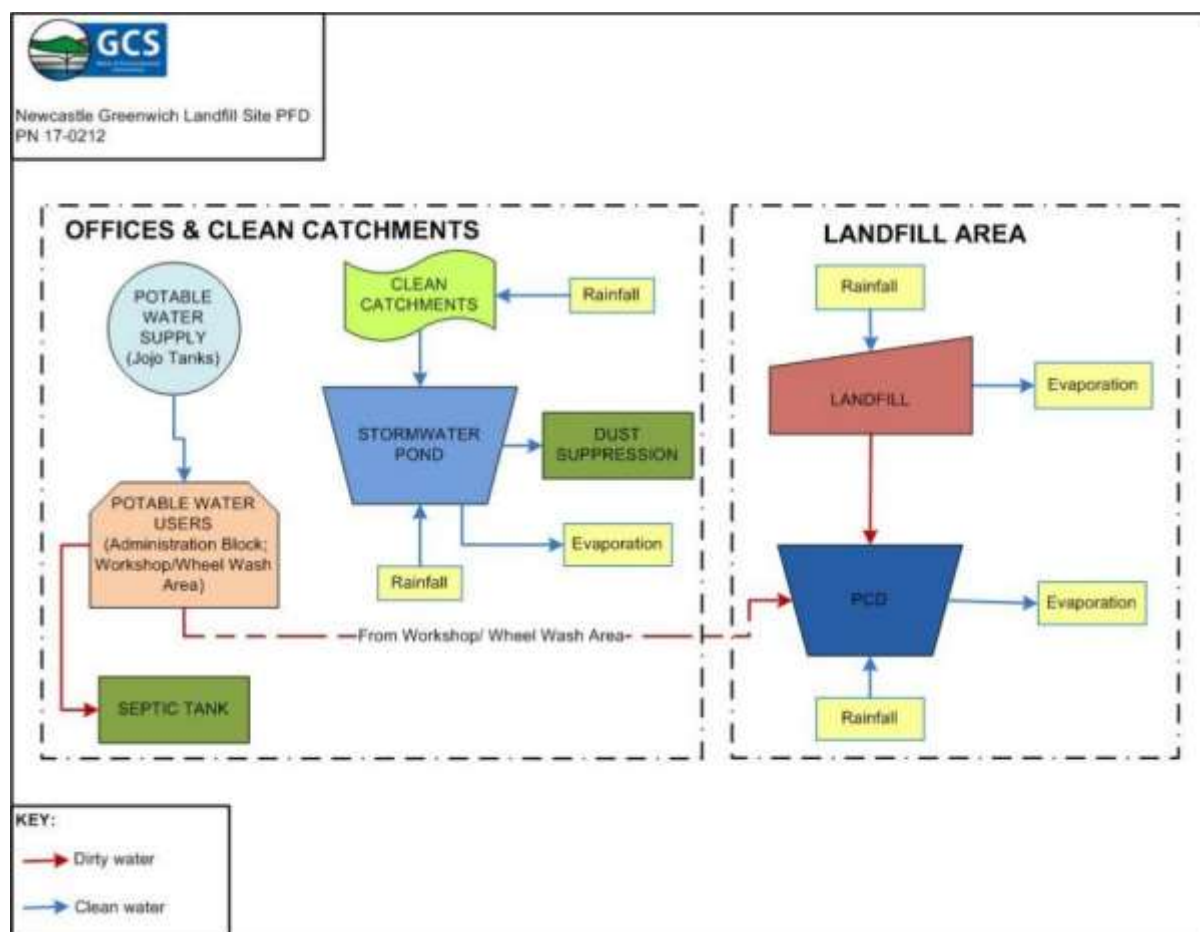 GCS
Newcastle Greenwich Landfill Site PFD
PN 17-0212
OFFICES & CLEAN CATCHMENTS
POTABLE
WATER
SUPPLY
(Jojo Tanks)
CLEAN
CATCHMENTS
Rainfall
STORMWATER
POND
DUST
SUPPRESSION
POTABLE WATER
USERS
(Administration Block;
Workshop/Wheel Wash
Area)
Evaporation
Rainfall
From Workshop/ Wheel Wash Area
SEPTIC TANK
LANDFILL AREA
Rainfall
LANDFILL
Evaporation
PCD
Evaporation
Rainfall
KEY:
Dirty water
Clean water